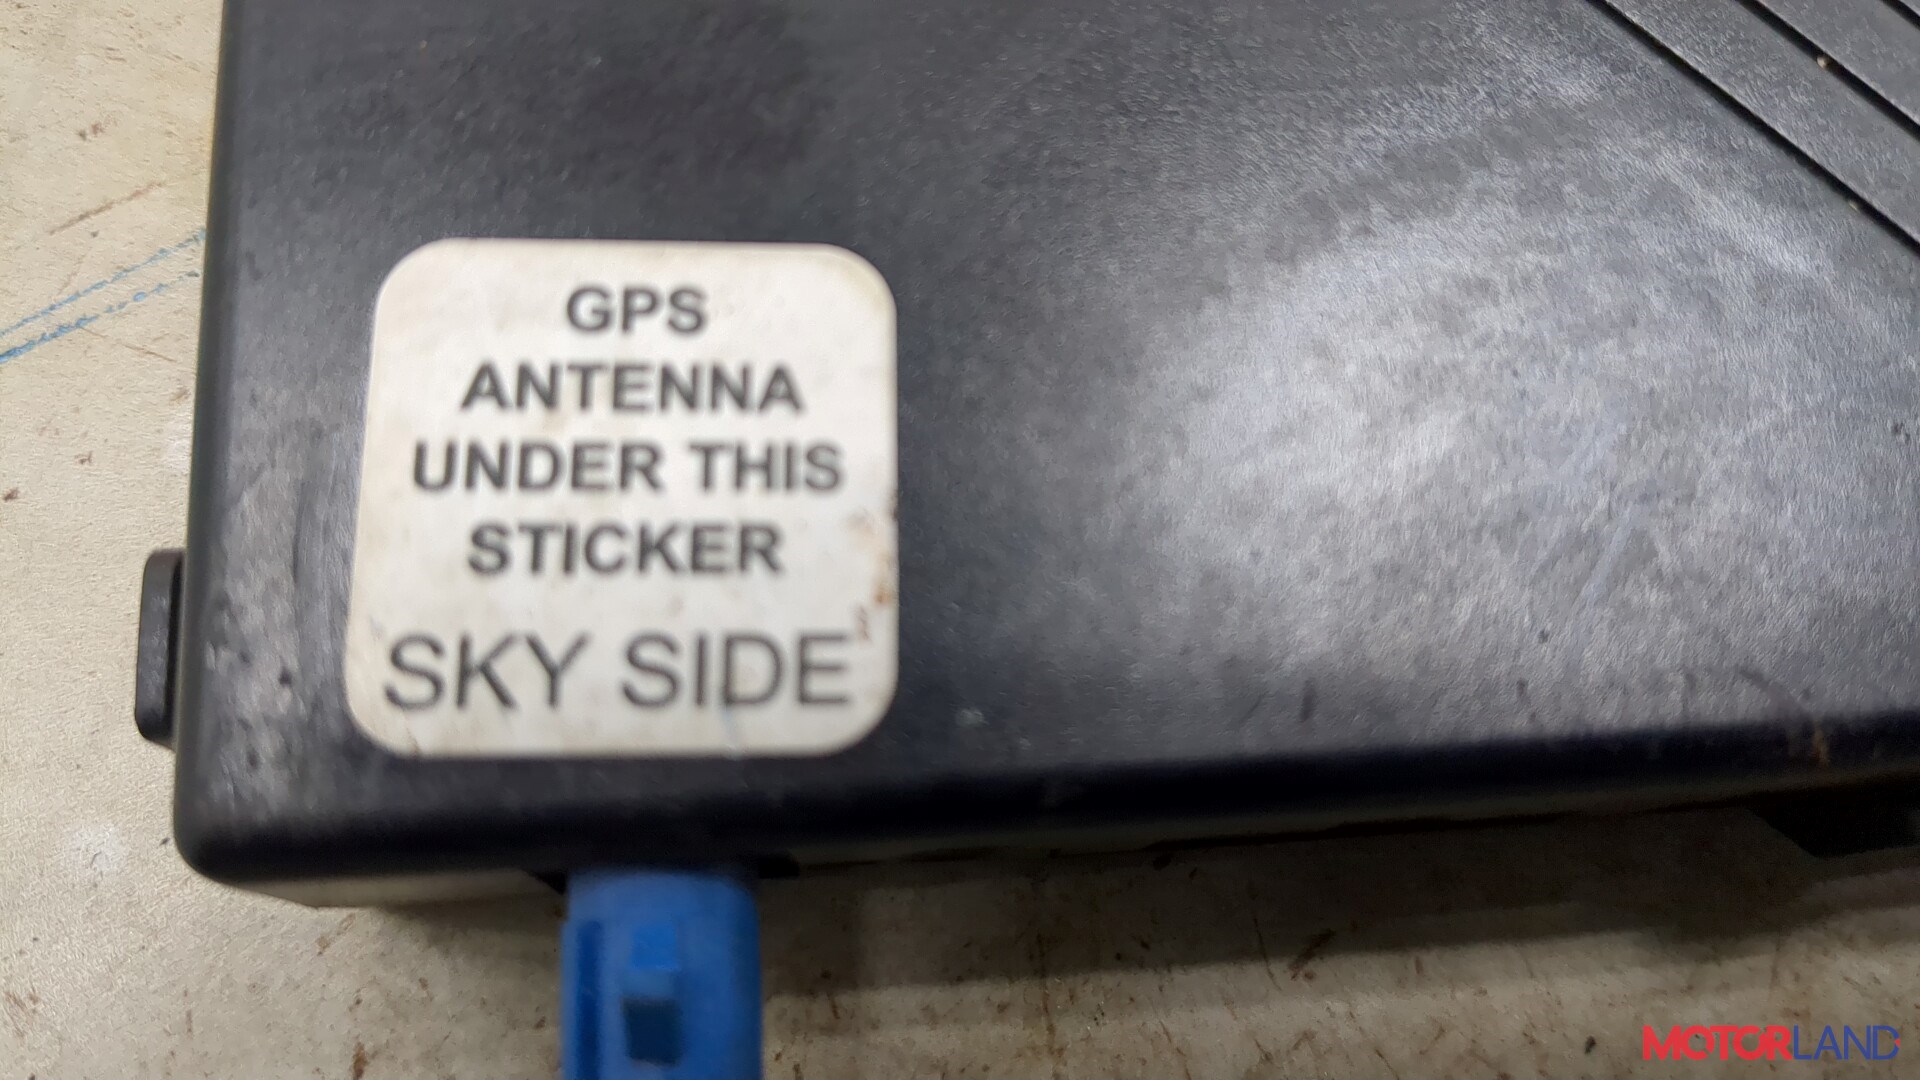 GPS
ANTENNA
UNDER THIS
STICKER
SKY SIDE
MOTORLAND